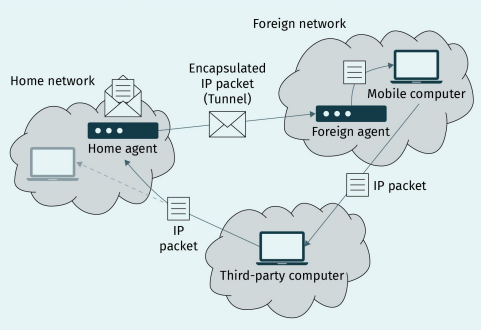 Foreign network
Home network
Encapsulated
IP packet
(Tunnel)
Mobile computer
Home agent
Foreign agent
IP packet
IP
packet
Third-party computer